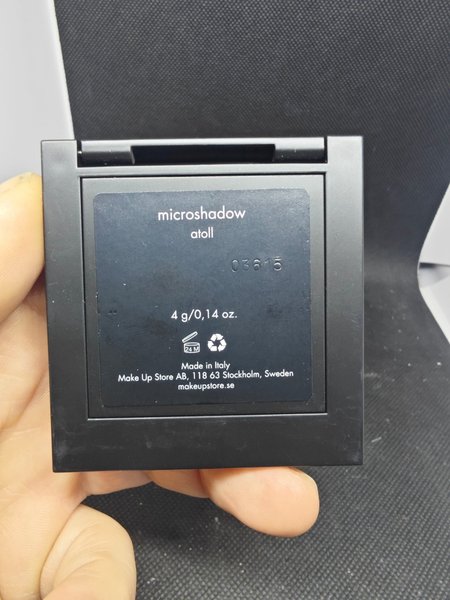 microshadow
atoll
03615
4 g/0,14 oz.
24 M
Made in Italy
Make Up Store AB, 118 63 Stockholm, Sweden
makeupstore.se